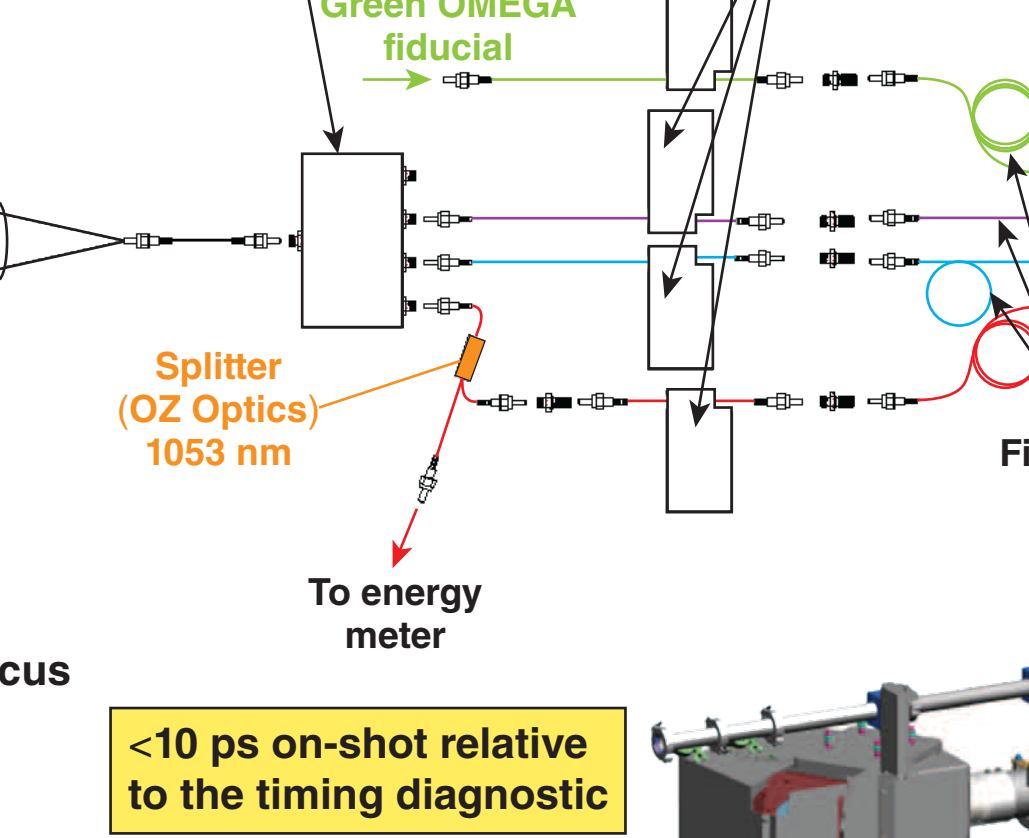 Green OMEGA
fiducial
Splitter
(OZ Optics)
1053 nm
To energy
meter
cus
<10 ps on-shot relative
to the timing diagnostic
Fi